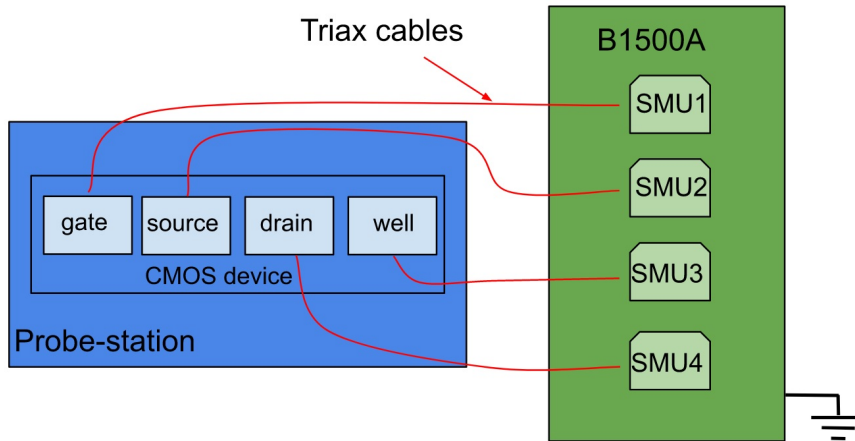 Triax cables
B1500A
SMU1
SMU2
gate
source
drain
well
CMOS device
SMU3
Probe-station
SMU4